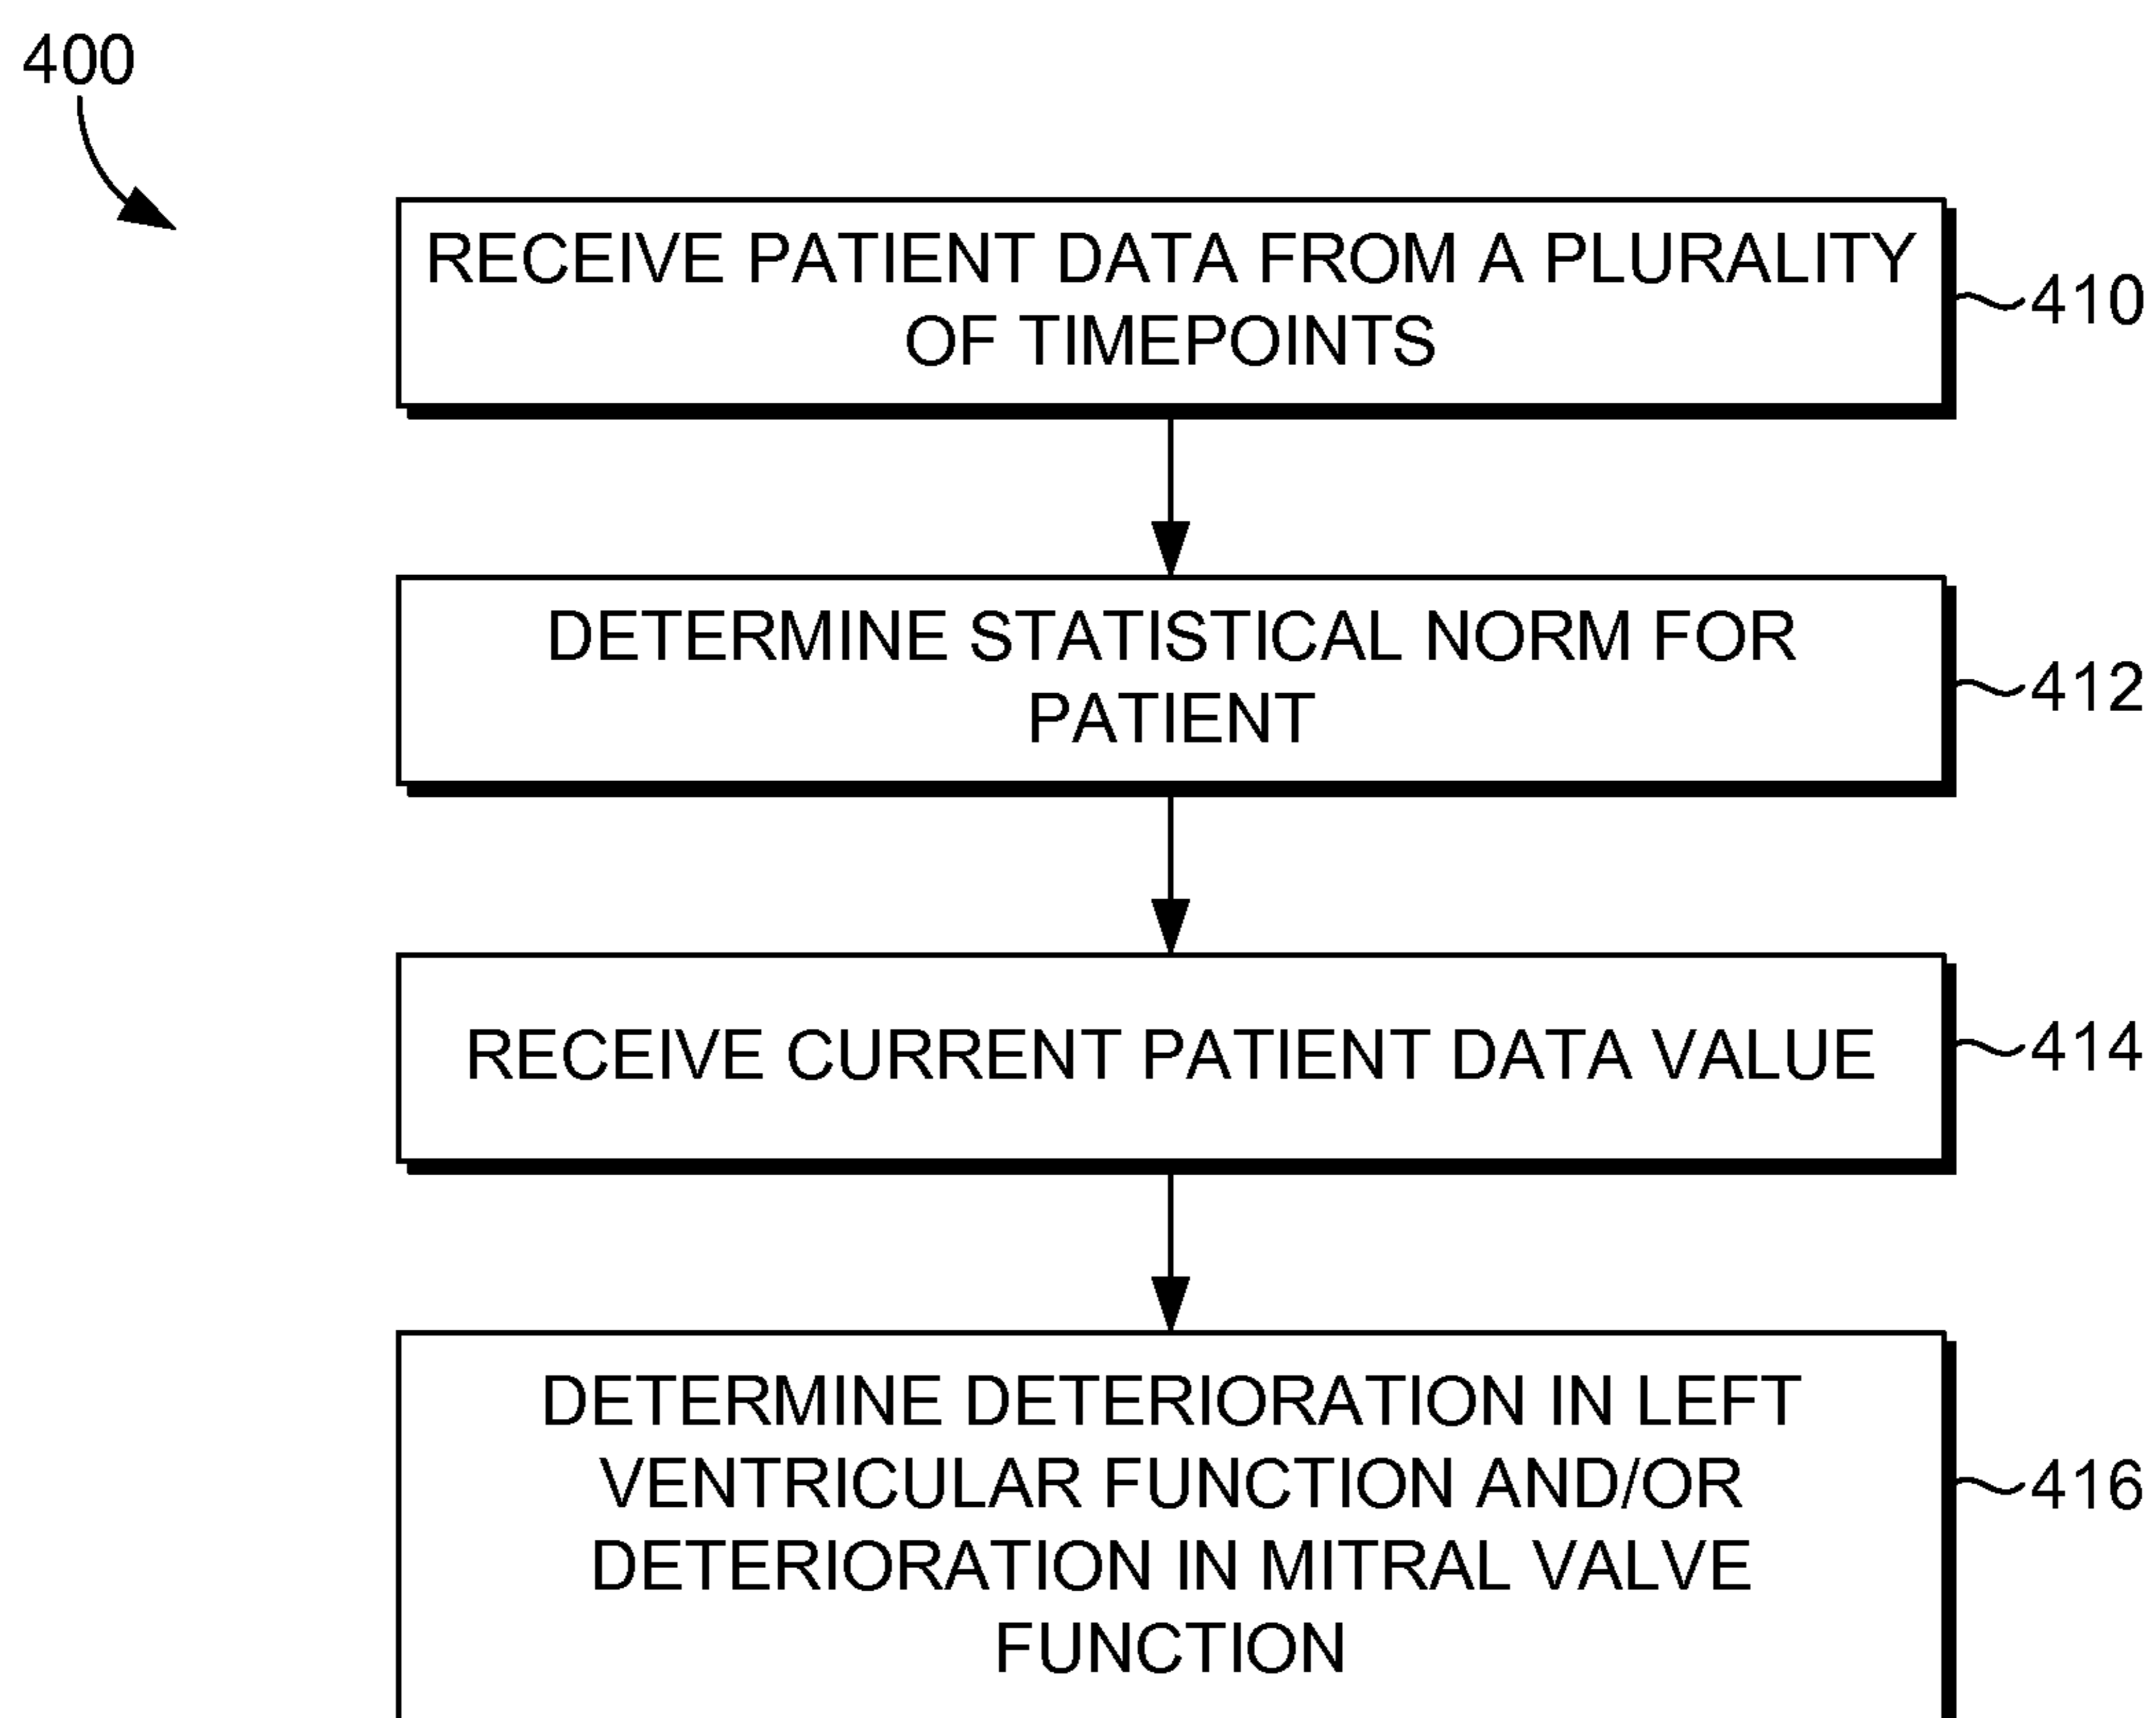 400
RECEIVE PATIENT DATA FROM A PLURALITY
OF TIMEPOINTS
410
DETERMINE STATISTICAL NORM FOR
PATIENT
412
RECEIVE CURRENT PATIENT DATA VALUE
414
DETERMINE DETERIORATION IN LEFT
VENTRICULAR FUNCTION AND/OR
DETERIORATION IN MITRAL VALVE
FUNCTION
416